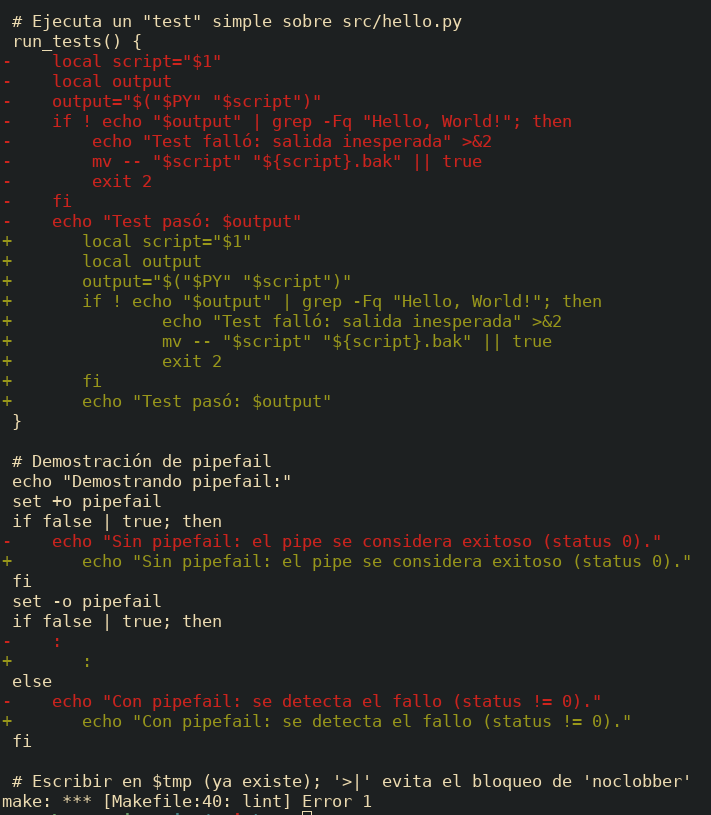 # Ejecuta un "test" simple sobre src/hello.py
 run_tests() {
-    local script="$1"
-    local output
-    output="$("$PY" "$script")"
-    if ! echo "$output" | grep -Fq "Hello, World!"; then
-        echo "Test falló: salida inesperada" >&2
-        mv -- "$script" "${script}.bak" || true
-        exit 2
-    fi
-    echo "Test pasó: $output"
+       local script="$1"
+       local output
+       output="$("$PY" "$script")"
+       if ! echo "$output" | grep -Fq "Hello, World!"; then
+               echo "Test falló: salida inesperada" >&2
+               mv -- "$script" "${script}.bak" || true
+               exit 2
+       fi
+       echo "Test pasó: $output"
 }

 # Demostración de pipefail
 echo "Demostrando pipefail:"
 set +o pipefail
 if false | true; then
-    echo "Sin pipefail: el pipe se considera exitoso (status 0)."
+       echo "Sin pipefail: el pipe se considera exitoso (status 0)."
 fi
 set -o pipefail
 if false | true; then
-    :
+       :
 else
-    echo "Con pipefail: se detecta el fallo (status != 0)."
+       echo "Con pipefail: se detecta el fallo (status != 0)."
 fi

 # Escribir en $tmp (ya existe); '>|' evita el bloqueo de 'noclobber'
make: *** [Makefile:40: lint] Error 1